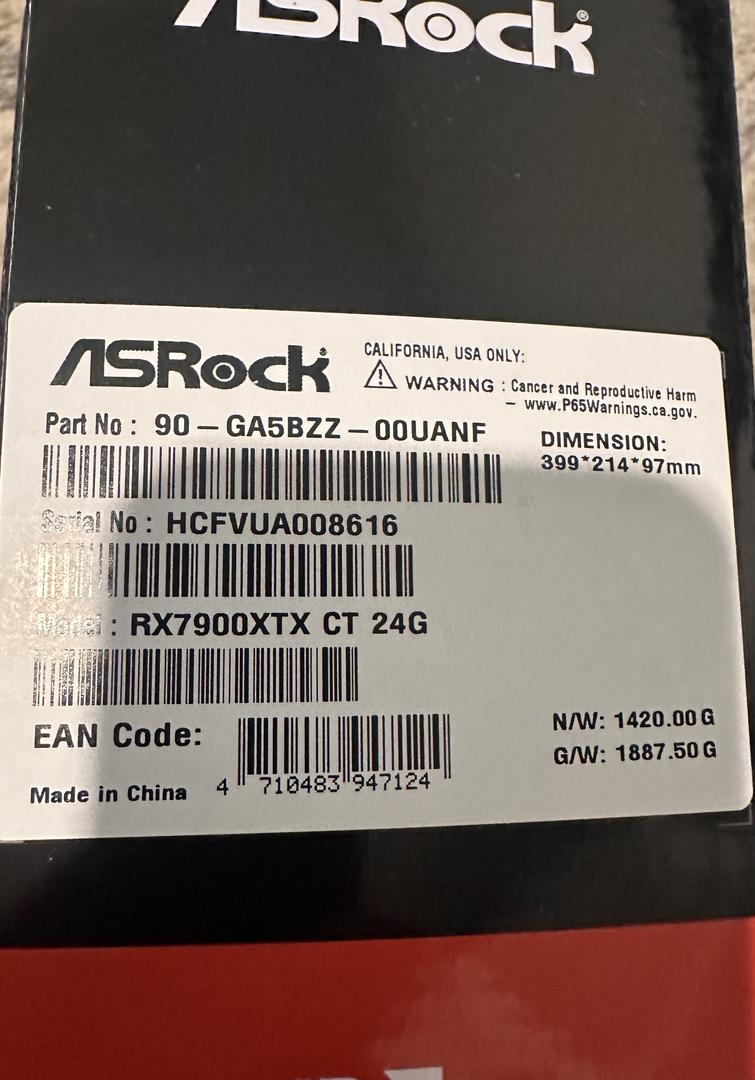 ASRock®
ASRock®
CALIFORNIA, USA ONLY:
WARNING : Cancer and Reproductive Harm
– www.P65Warnings.ca.gov.
Part No : 90 – GA5BZZ – 00UANF
DIMENSION:
399*214*97mm
Serial No : HCFVUA008616
Model : RX7900XTX CT 24G
EAN Code:
4 710483 947124
N/W: 1420.00 G
G/W: 1887.50 G
Made in China